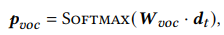 p_voc = SOFTMAX(W_voc · d_t),